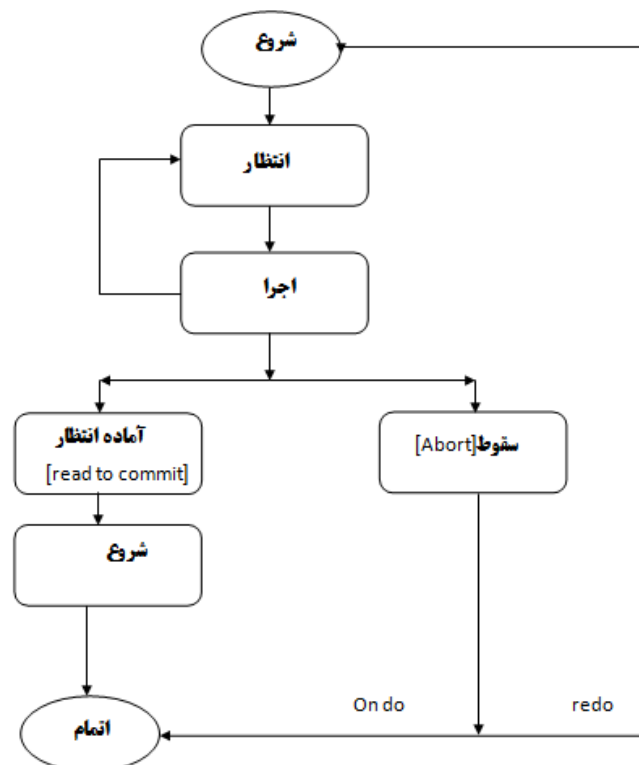 شروع
انتظار
اجرا
آماده انتظار
[read to commit]
سقوط[Abort]
شروع
On do
redo
اتمام